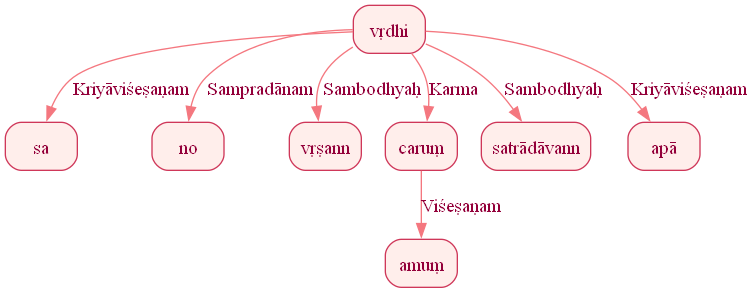 vṛdhi
Kriyāviśeṣaṇam Sampradānam Sambodhyaḥ Karma Sambodhyaḥ Kriyāviśeṣaṇam
sa no vṛṣann caruṃ satrādāvann apā
Viśeṣaṇam
amuṃ